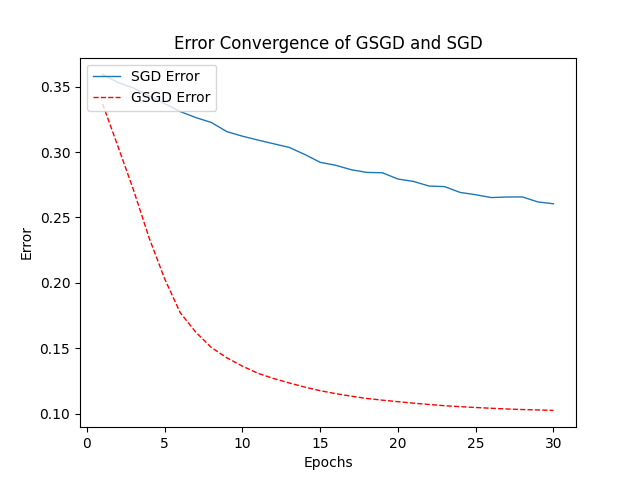 Error Convergence of GSGD and SGD
SGD Error
GSGD Error
0.35
0.30
0.25
0.20
0.15
0.10
Error
0 5 10 15 20 25 30
Epochs